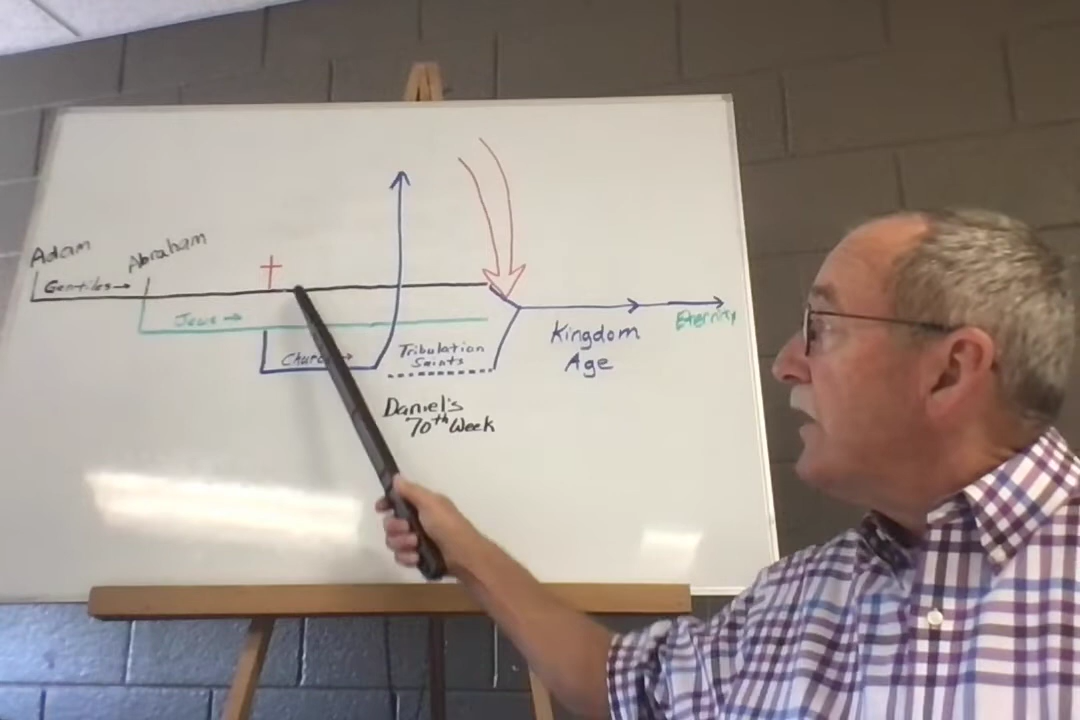 Adam
Abraham
Gentiles
Jews
Church
Tribulation
Saints
Daniel's
70th Week
Kingdom
Age
Eternity